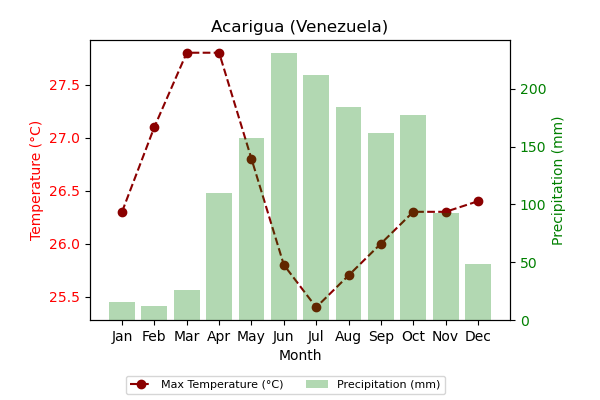 Acarigua (Venezuela)
27.5
27.0
26.5
26.0
25.5
Temperature (°C)
200
150
100
50
0
Precipitation (mm)
Jan Feb Mar Apr May Jun Jul Aug Sep Oct Nov Dec
Month
Max Temperature (°C) Precipitation (mm)